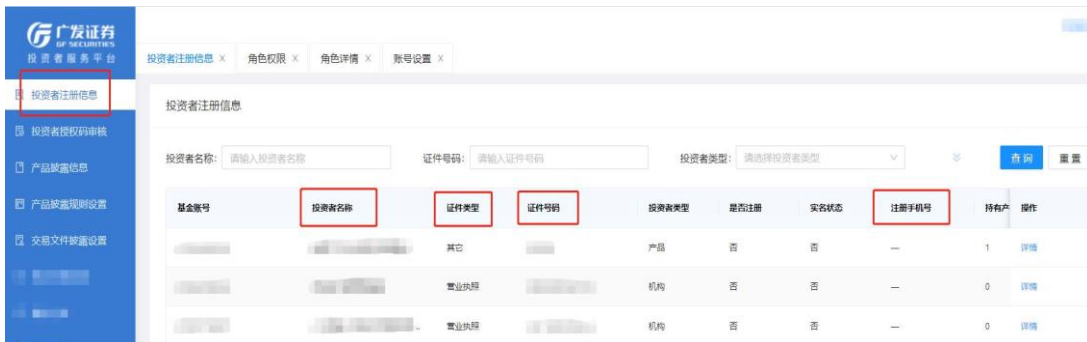 广发证券
GF SECURITIES
投资者服务平台
投资者注册信息 × 角色权限 × 角色详情 × 账号设置 ×
投资者注册信息
投资者授权码审核
产品披露信息
产品披露规则设置
交易文件披露设置
投资者注册信息
投资者名称: 请输入投资者名称 证件号码: 请输入证件号码 投资者类型: 请选择投资者类型 查询 重置
基金账号 投资者名称 证件类型 证件号码 投资者类型 是否注册 实名状态 注册手机号 持有产 操作
其它 产品 否 否 — 1 详情
营业执照 机构 否 否 — 0 详情
营业执照 机构 否 否 — 0 详情